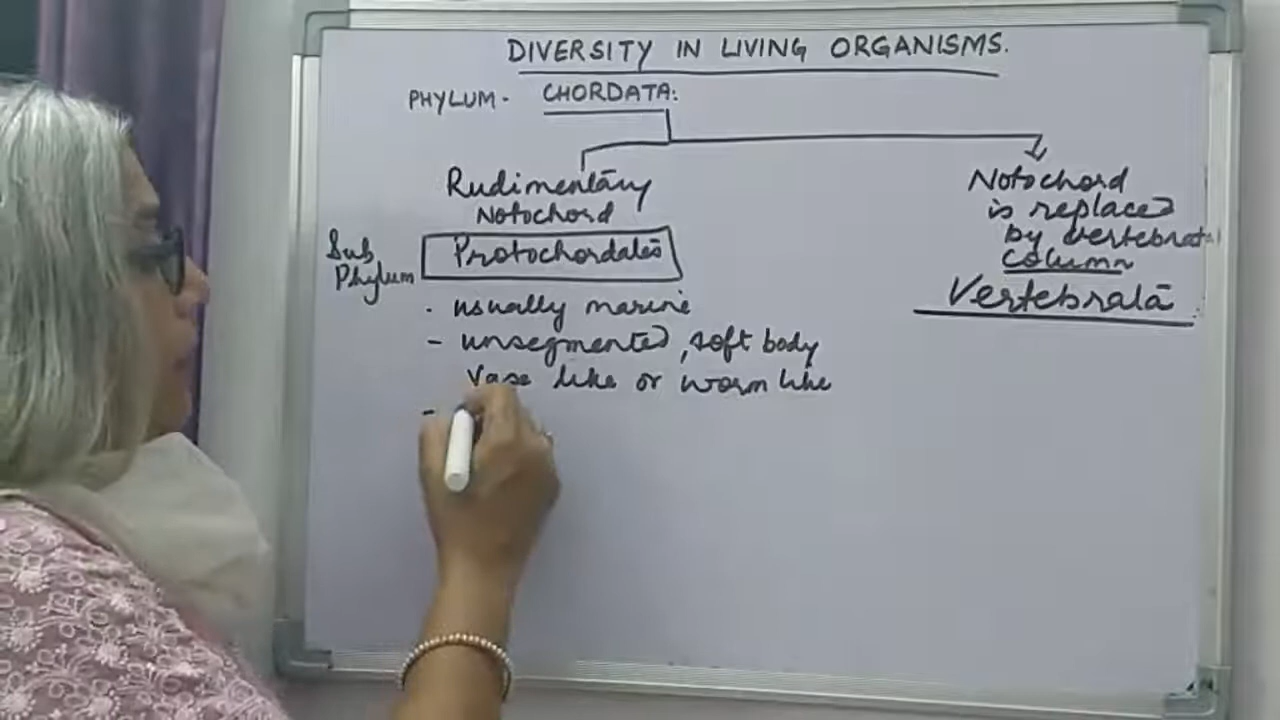 DIVERSITY IN LIVING ORGANISMS.
PHYLUM - CHORDATA:
Rudimentary
Notochord
Sub
Phylum
Protochordates
- usually marine
- unsegmented, soft body
Vase like or worm like
-
Notochord
is replaced
by vertebral
column
Vertebrata